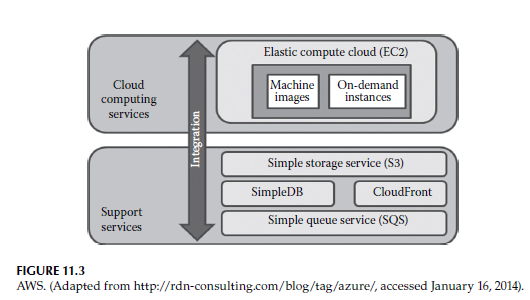 Elastic compute cloud (EC2)
Cloud
computing
services
Machine
images
On-demand
instances
Integration
Simple storage service (S3)
SimpleDB
CloudFront
Support
services
Simple queue service (SQS)
FIGURE 11.3
AWS. (Adapted from http://rdn-consulting.com/blog/tag/azure/, accessed January 16, 2014).